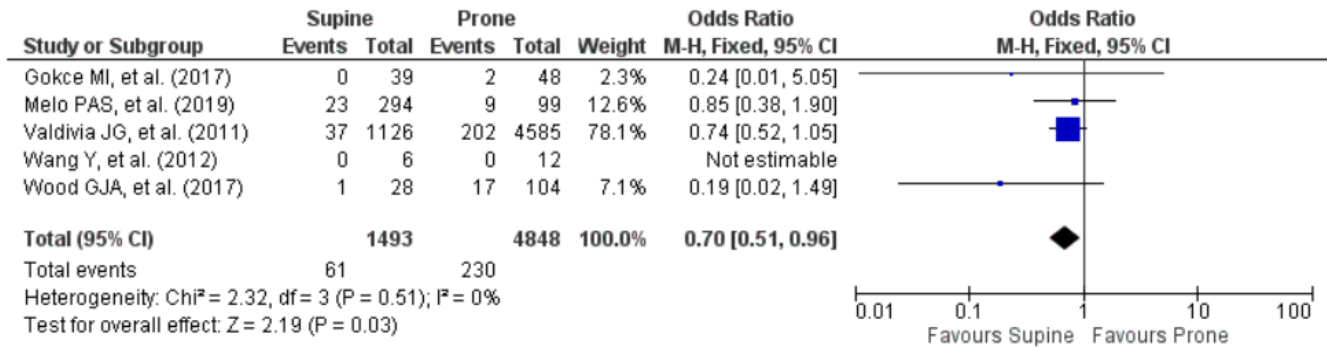 Supine Prone Odds Ratio Odds Ratio
Study or Subgroup Events Total Events Total Weight M-H, Fixed, 95% CI M-H, Fixed, 95% CI
Gokce MI, et al. (2017) 0 39 2 48 2.3% 0.24 [0.01, 5.05]
Melo PAS, et al. (2019) 23 294 9 99 12.6% 0.85 [0.38, 1.90]
Valdivia JG, et al. (2011) 37 1126 202 4585 78.1% 0.74 [0.52, 1.05]
Wang Y, et al. (2012) 0 6 0 12 Not estimable
Wood GJA, et al. (2017) 1 28 17 104 7.1% 0.19 [0.02, 1.49]
Total (95% CI) 1493 4848 100.0% 0.70 [0.51, 0.96]
Total events 61 230
Heterogeneity: Chi² = 2.32, df = 3 (P = 0.51); I² = 0%
Test for overall effect: Z = 2.19 (P = 0.03)
0.01 0.1 1 10 100
Favours Supine Favours Prone